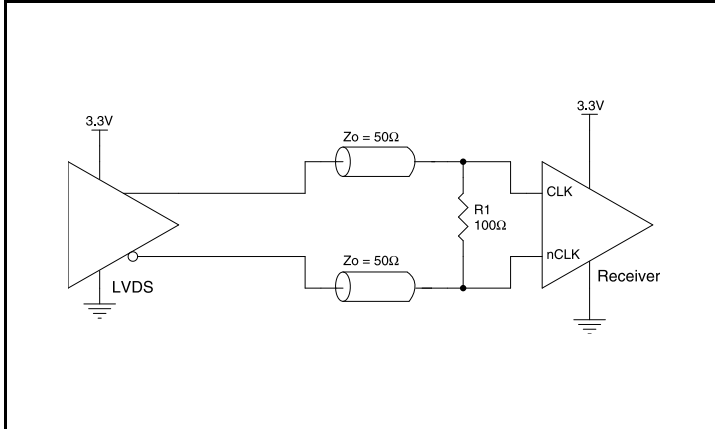 3.3V
3.3V
Zo = 50Ω
CLK
R1
100Ω
nCLK
Zo = 50Ω
Receiver
LVDS